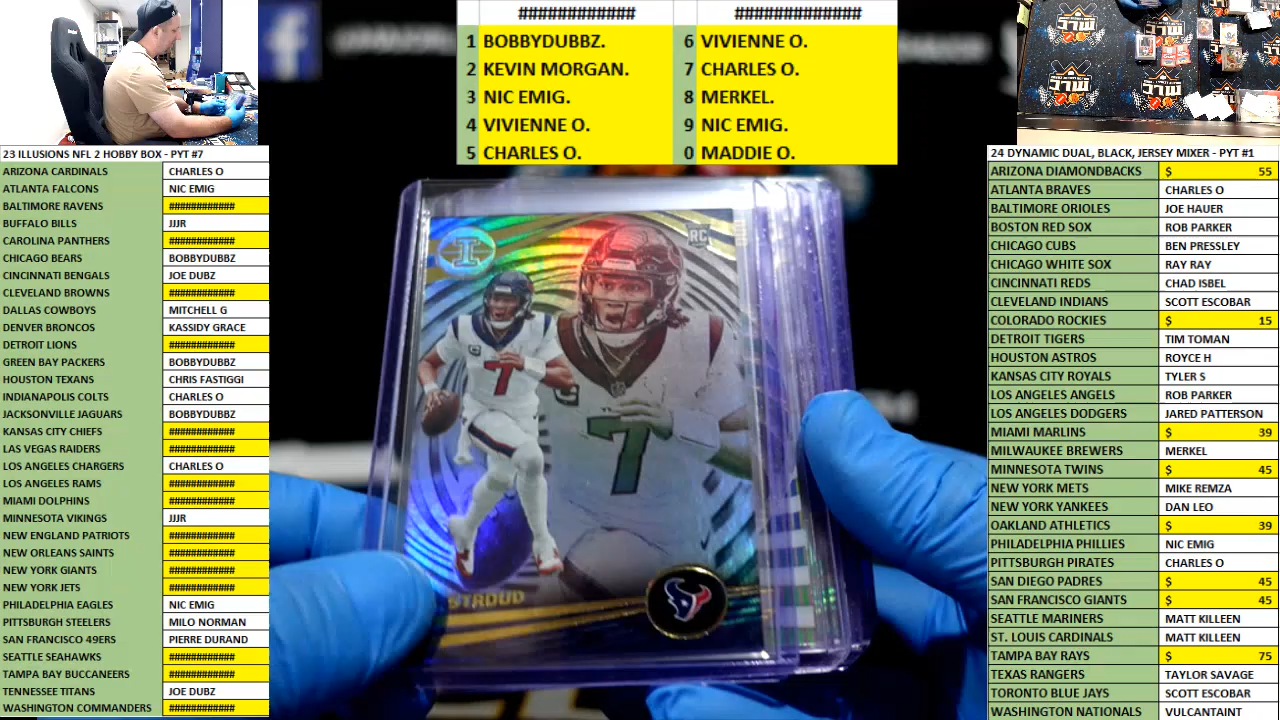 ############ #############
1 BOBBYDUBBZ. 6 VIVIENNE O.
2 KEVIN MORGAN. 7 CHARLES O.
3 NIC EMIG. 8 MERKEL.
4 VIVIENNE O. 9 NIC EMIG.
5 CHARLES O. 0 MADDIE O.
23 ILLUSIONS NFL 2 HOBBY BOX - PYT #7
ARIZONA CARDINALS CHARLES O
ATLANTA FALCONS NIC EMIG
BALTIMORE RAVENS ############
BUFFALO BILLS JJJR
CAROLINA PANTHERS ############
CHICAGO BEARS BOBBYDUBBZ
CINCINNATI BENGALS JOE DUBZ
CLEVELAND BROWNS ############
DALLAS COWBOYS MITCHELL G
DENVER BRONCOS KASSIDY GRACE
DETROIT LIONS ############
GREEN BAY PACKERS BOBBYDUBBZ
HOUSTON TEXANS CHRIS FASTIGGI
INDIANAPOLIS COLTS CHARLES O
JACKSONVILLE JAGUARS BOBBYDUBBZ
KANSAS CITY CHIEFS ############
LAS VEGAS RAIDERS ############
LOS ANGELES CHARGERS CHARLES O
LOS ANGELES RAMS ############
MIAMI DOLPHINS ############
MINNESOTA VIKINGS JJJR
NEW ENGLAND PATRIOTS ############
NEW ORLEANS SAINTS ############
NEW YORK GIANTS ############
NEW YORK JETS ############
PHILADELPHIA EAGLES NIC EMIG
PITTSBURGH STEELERS MILO NORMAN
SAN FRANCISCO 49ERS PIERRE DURAND
SEATTLE SEAHAWKS ############
TAMPA BAY BUCCANEERS ############
TENNESSEE TITANS JOE DUBZ
WASHINGTON COMMANDERS ############
I
RC
7
7
STROUD
24 DYNAMIC DUAL, BLACK, JERSEY MIXER - PYT #1
ARIZONA DIAMONDBACKS $ 55
ATLANTA BRAVES CHARLES O
BALTIMORE ORIOLES JOE HAUER
BOSTON RED SOX ROB PARKER
CHICAGO CUBS BEN PRESSLEY
CHICAGO WHITE SOX RAY RAY
CINCINNATI REDS CHAD ISBEL
CLEVELAND INDIANS SCOTT ESCOBAR
COLORADO ROCKIES $ 15
DETROIT TIGERS TIM TOMAN
HOUSTON ASTROS ROYCE H
KANSAS CITY ROYALS TYLER S
LOS ANGELES ANGELS ROB PARKER
LOS ANGELES DODGERS JARED PATTERSON
MIAMI MARLINS $ 39
MILWAUKEE BREWERS MERKEL
MINNESOTA TWINS $ 45
NEW YORK METS MIKE REMZA
NEW YORK YANKEES DAN LEO
OAKLAND ATHLETICS $ 39
PHILADELPHIA PHILLIES NIC EMIG
PITTSBURGH PIRATES CHARLES O
SAN DIEGO PADRES $ 45
SAN FRANCISCO GIANTS $ 45
SEATTLE MARINERS MATT KILLEEN
ST. LOUIS CARDINALS MATT KILLEEN
TAMPA BAY RAYS $ 75
TEXAS RANGERS TAYLOR SAVAGE
TORONTO BLUE JAYS SCOTT ESCOBAR
WASHINGTON NATIONALS VULCANTAINT